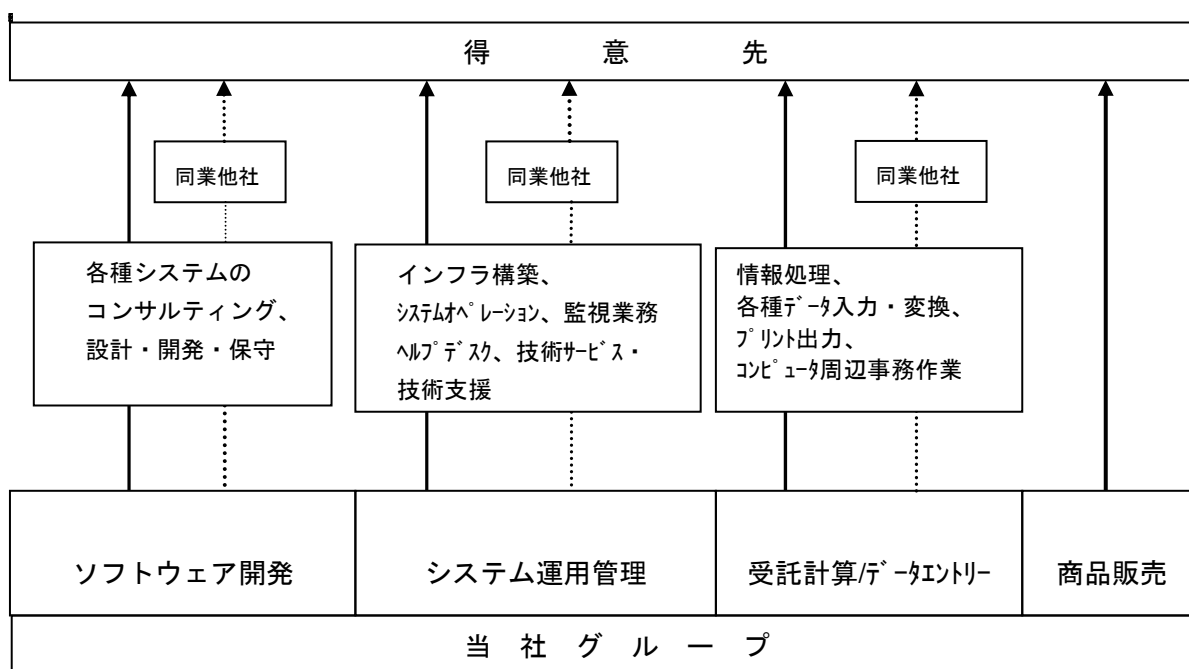 得意先
同業他社
同業他社
同業他社
各種システムの
コンサルティング、
設計・開発・保守
インフラ構築、
ｼｽﾃﾑｵﾍﾟﾚｰｼｮﾝ、監視業務
ﾍﾙﾌﾟﾃﾞｽｸ、技術ｻｰﾋﾞｽ・
技術支援
情報処理、
各種ﾃﾞｰﾀ入力・変換、
ﾌﾟﾘﾝﾄ出力、
ｺﾝﾋﾟｭｰﾀ周辺事務作業
ソフトウェア開発
システム運用管理
受託計算/ﾃﾞｰﾀｴﾝﾄﾘｰ
商品販売
当社グループ